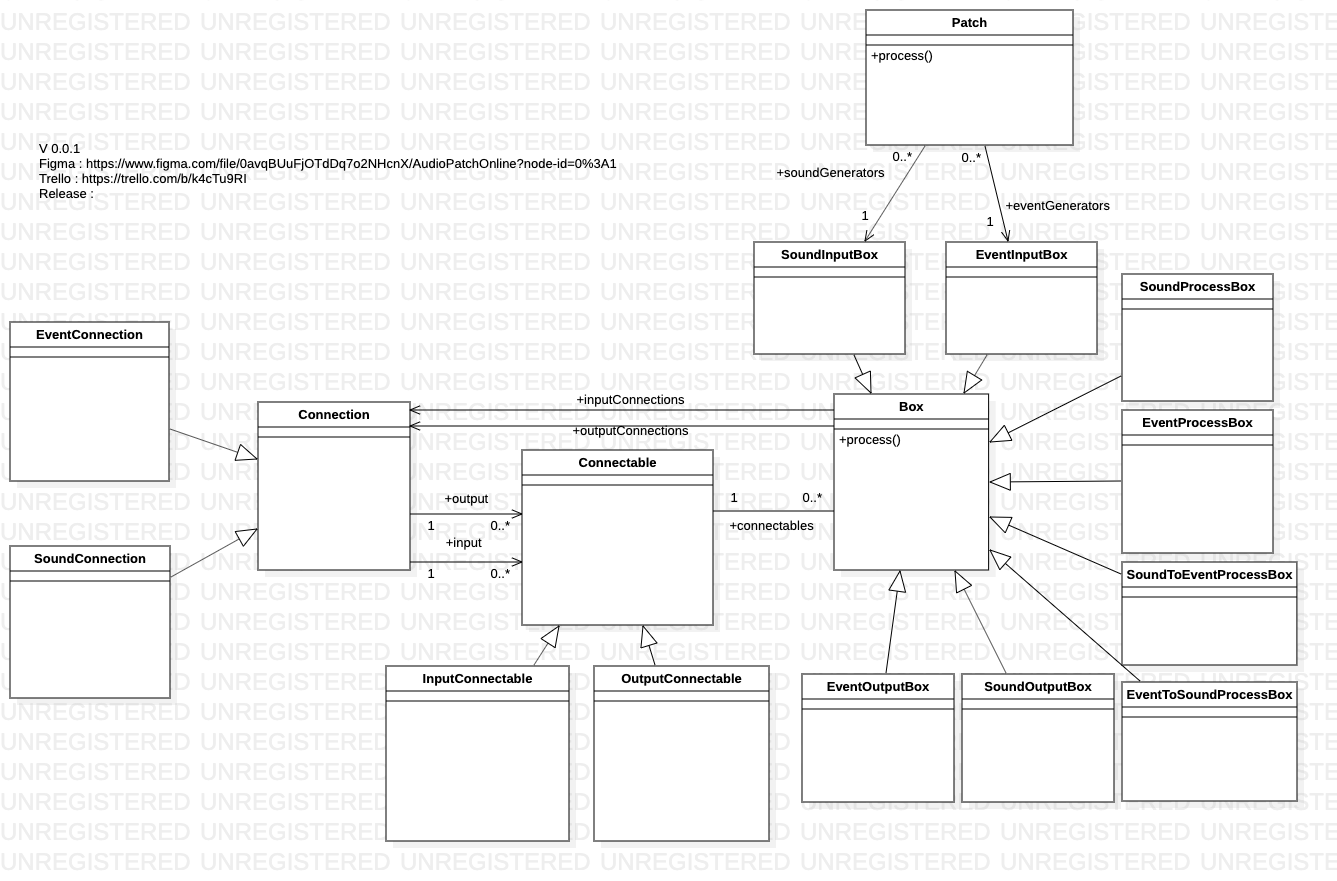 Patch
+process()
V 0.0.1
Figma : https://www.figma.com/file/0avqBUuFjOTdDq7o2NHcnX/AudioPatchOnline?node-id=0%3A1
Trello : https://trello.com/b/k4cTu9RI
Release :
0..*
0..*
+soundGenerators
+eventGenerators
1
1
SoundInputBox
EventInputBox
SoundProcessBox
EventConnection
+inputConnections
Connection
Box
EventProcessBox
+outputConnections
+process()
Connectable
+output
1
0..*
1
0..*
+connectables
+input
1
0..*
SoundConnection
SoundToEventProcessBox
InputConnectable
OutputConnectable
EventOutputBox
SoundOutputBox
EventToSoundProcessBox
UNREGISTERED